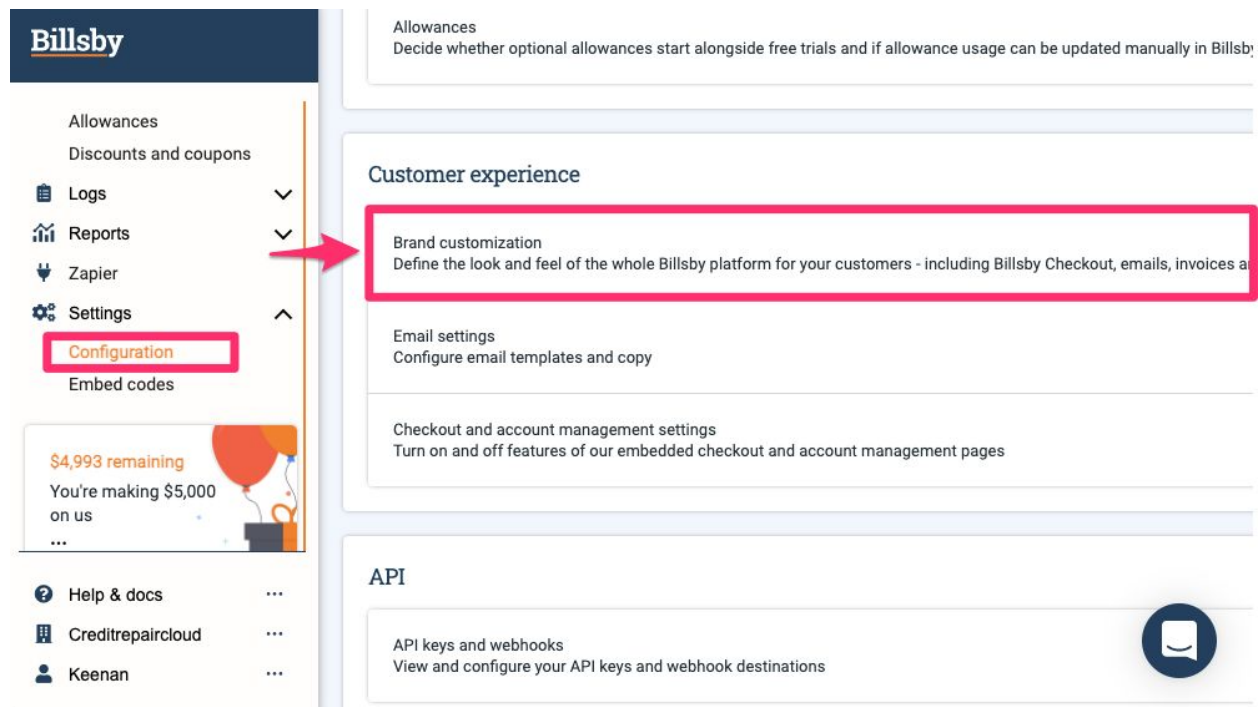 Billsby
Allowances
Discounts and coupons
Logs
Reports
Zapier
Settings
Configuration
Embed codes
$4,993 remaining
You're making $5,000
on us
...
Help & docs
Creditrepaircloud
Keenan
Allowances
Decide whether optional allowances start alongside free trials and if allowance usage can be updated manually in Billsby
Customer experience
Brand customization
Define the look and feel of the whole Billsby platform for your customers - including Billsby Checkout, emails, invoices
Email settings
Configure email templates and copy
Checkout and account management settings
Turn on and off features of our embedded checkout and account management pages
API
API keys and webhooks
View and configure your API keys and webhook destinations